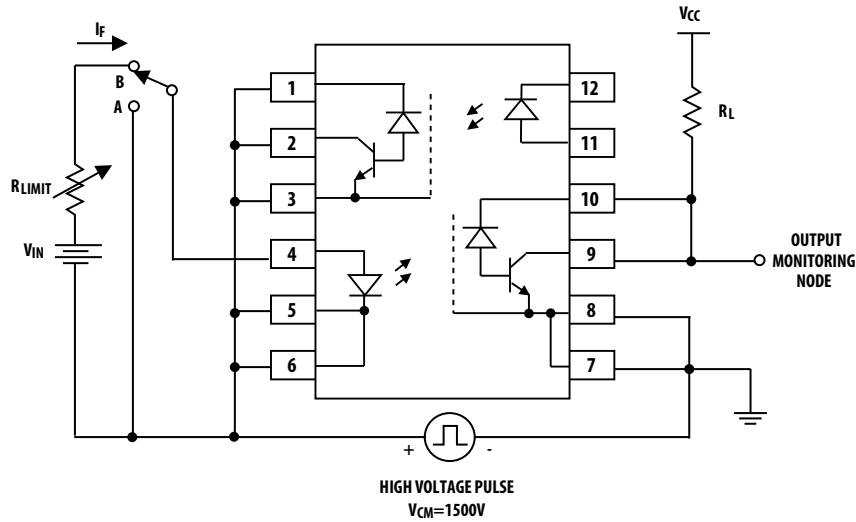 IF
VCC
B
A
RLIMIT
VIN
1
2
3
4
5
6
12
11
10
9
8
7
RL
OUTPUT
MONITORING
NODE
+
-
HIGH VOLTAGE PULSE
VCM=1500V